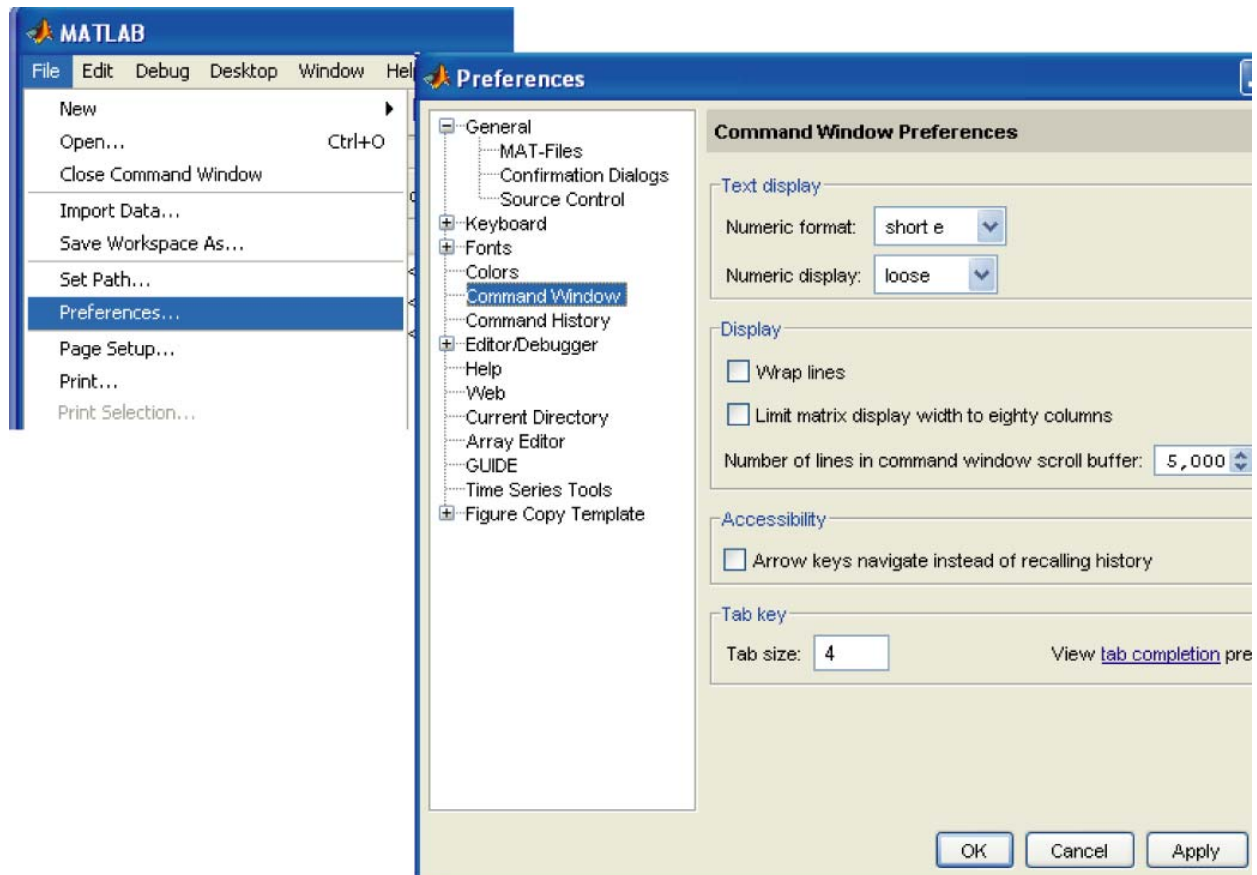 MATLAB
File Edit Debug Desktop Window Hel
New
Open... Ctrl+O
Close Command Window
Import Data...
Save Workspace As...
Set Path...
Preferences...
Page Setup...
Print...
Print Selection...
Preferences
General
MAT-Files
Confirmation Dialogs
Source Control
Keyboard
Fonts
Colors
Command Window
Command History
Editor/Debugger
Help
Web
Current Directory
Array Editor
GUIDE
Time Series Tools
Figure Copy Template
Command Window Preferences
Text display
Numeric format: short e
Numeric display: loose
Display
Wrap lines
Limit matrix display width to eighty columns
Number of lines in command window scroll buffer: 5,000
Accessibility
Arrow keys navigate instead of recalling history
Tab key
Tab size: 4 View tab completion pre
OK Cancel Apply